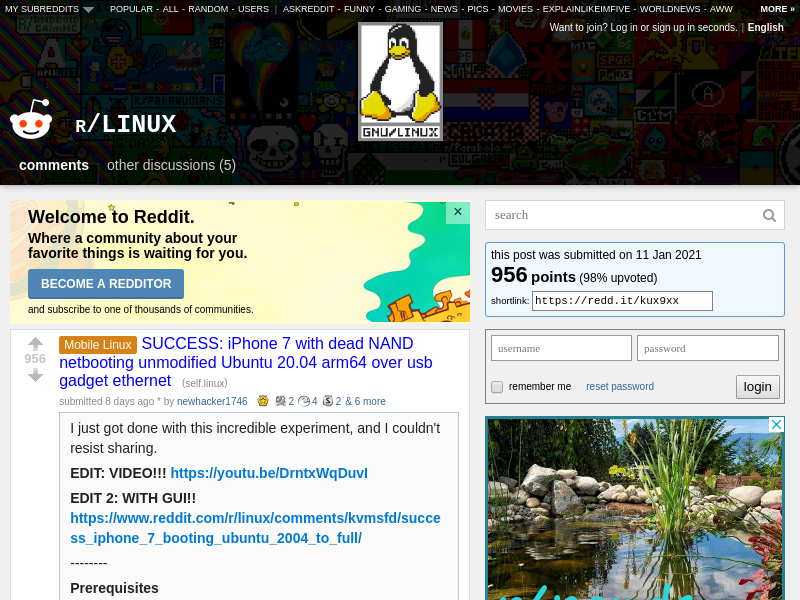 MY SUBREDDITS POPULAR - ALL - RANDOM - USERS | ASKREDDIT - FUNNY - GAMING - NEWS - PICS - MOVIES - EXPLAINLIKEIMFIVE - WORLDNEWS - AWW MORE »
Want to join? Log in or sign up in seconds. | English
GNU/LINUX
r/LINUX
comments other discussions (5)
Welcome to Reddit.
Where a community about your
favorite things is waiting for you.
BECOME A REDDITOR
and subscribe to one of thousands of communities.
×
search
this post was submitted on 11 Jan 2021
956 points (98% upvoted)
shortlink: https://redd.it/kux9xx
username password
remember me reset password login
956
Mobile Linux SUCCESS: iPhone 7 with dead NAND
netbooting unmodified Ubuntu 20.04 arm64 over usb
gadget ethernet (self.linux)
submitted 8 days ago * by newhacker1746 2 4 2 & 6 more
I just got done with this incredible experiment, and I couldn't
resist sharing.
EDIT: VIDEO!!! https://youtu.be/DrntxWqDuvI
EDIT 2: WITH GUI!!
https://www.reddit.com/r/linux/comments/kvmsfd/succe
ss_iphone_7_booting_ubuntu_2004_to_full/
--------
Prerequisites